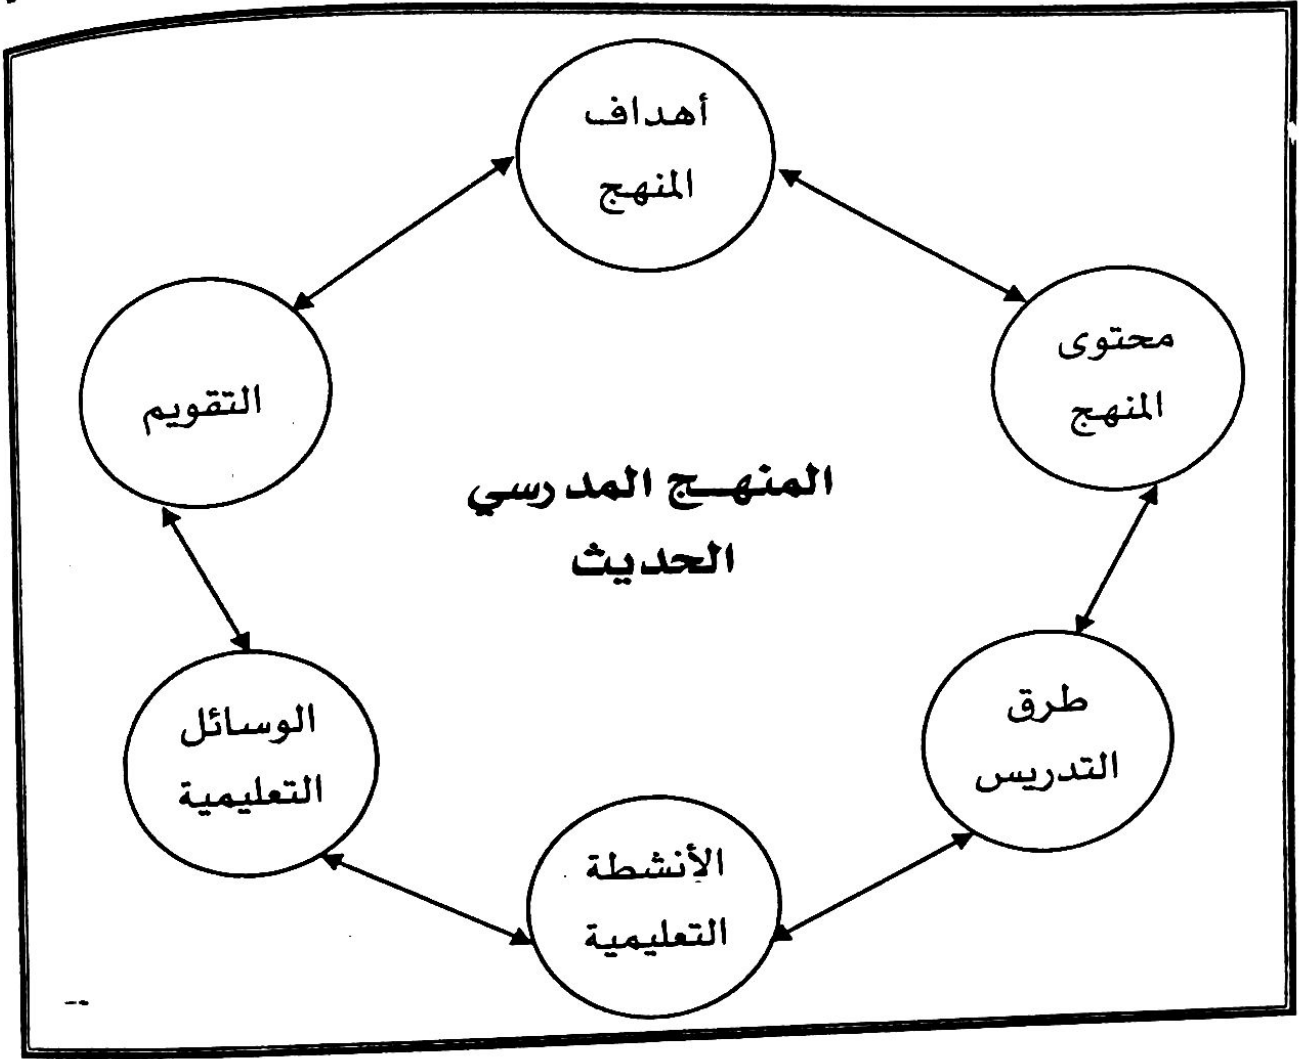 أهداف
المنهج
محتوى
المنهج
التقويم
المنهج المدرسي
الحديث
طرق
التدريس
الوسائل
التعليمية
الأنشطة
التعليمية